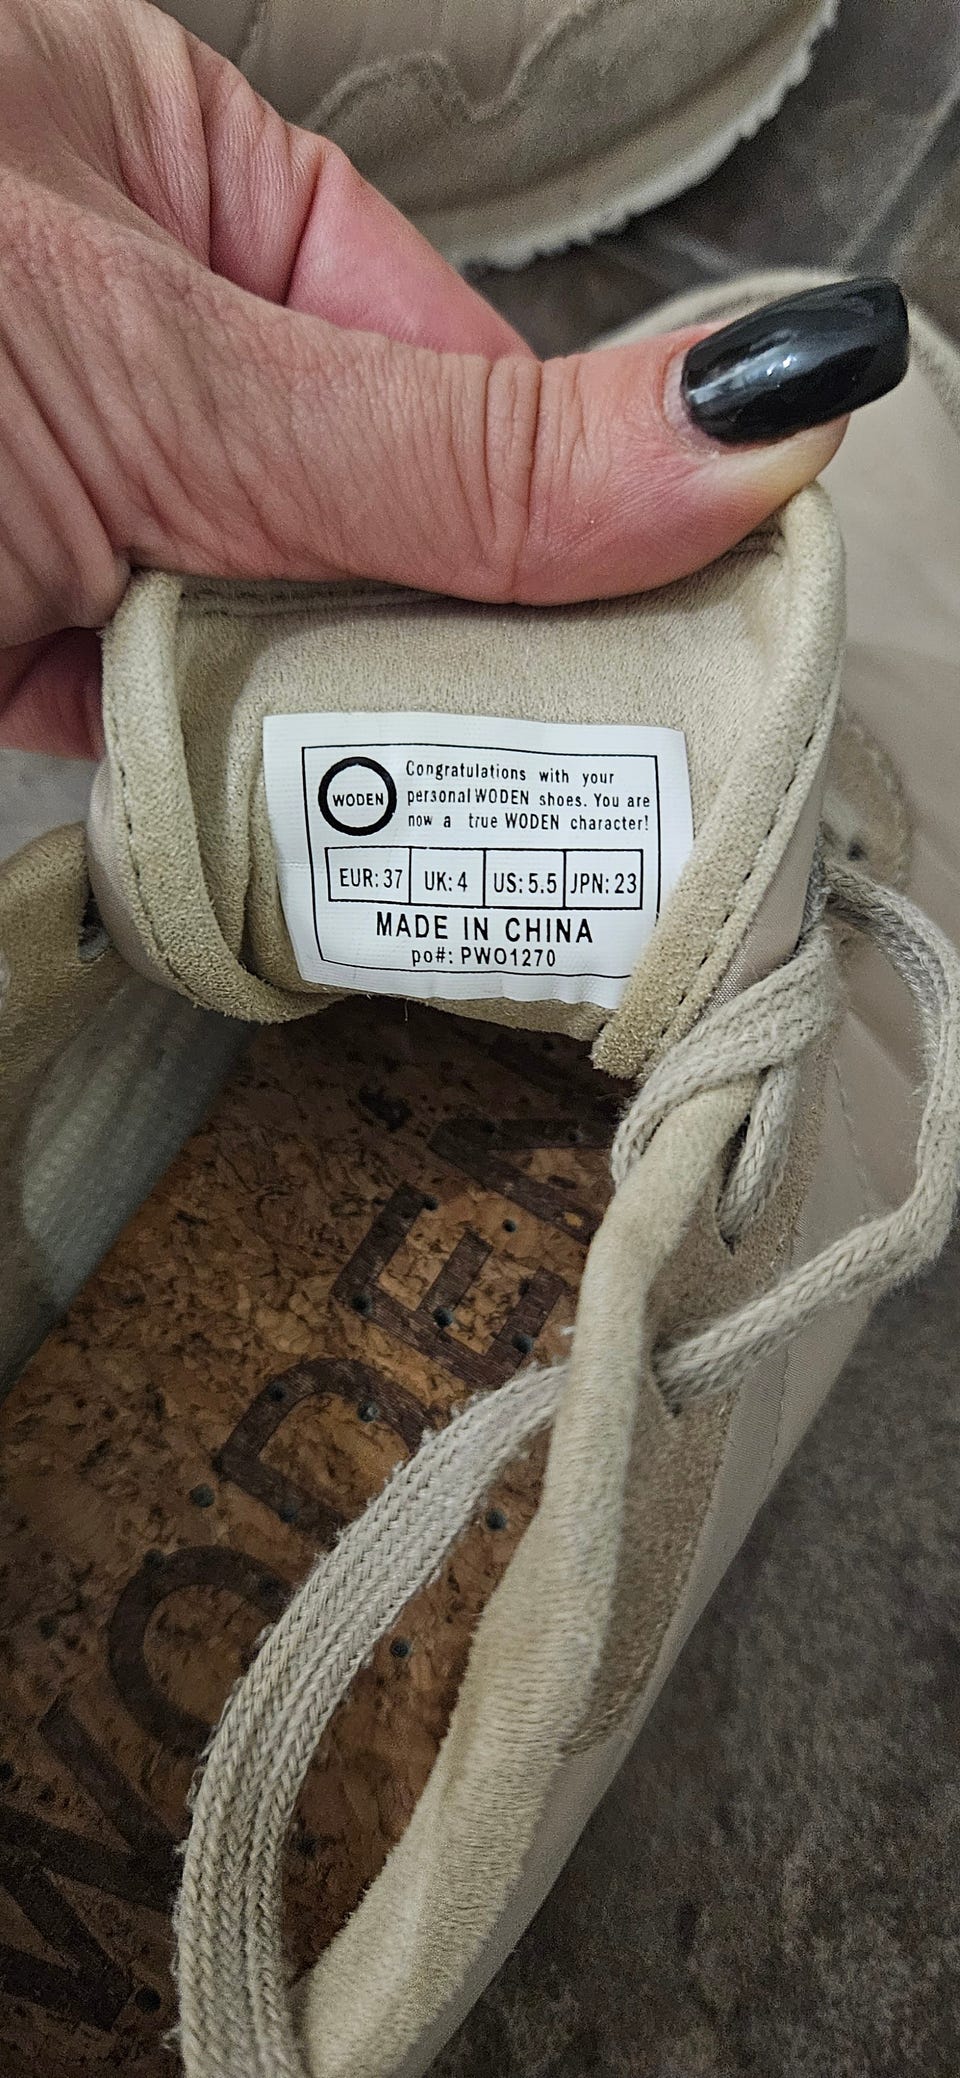 WODEN
Congratulations with your
personal WODEN shoes. You are
now a true WODEN character!
EUR: 37 UK: 4 US: 5.5 JPN: 23
MADE IN CHINA
po#: PWO1270
WODEN